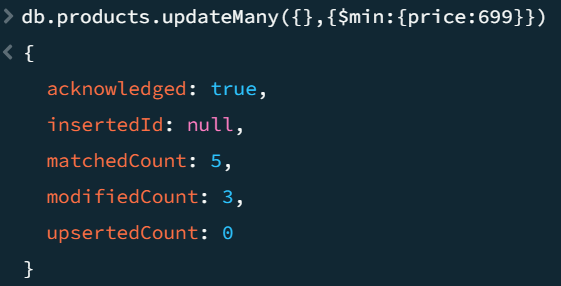 > db.products.updateMany({},{$min:{price:699}})
< {
acknowledged: true,
insertedId: null,
matchedCount: 5,
modifiedCount: 3,
upsertedCount: 0
}